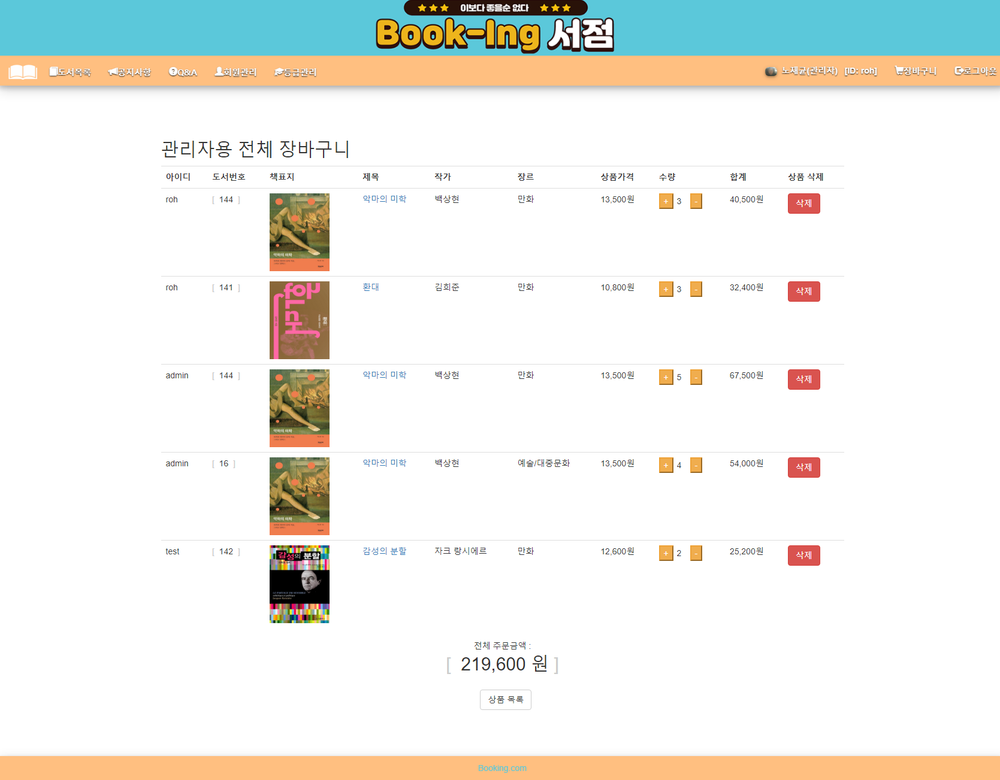 ★★★ 이보다 좋을순 없다 ★★★
Book-Ing 서점
도서목록 공지사항 Q&A 회원관리 등급관리 노재균(관리자) [ID: roh] 장바구니 로그아웃
관리자용 전체 장바구니
아이디 도서번호 책표지 제목 작가 장르 상품가격 수량 합계 상품 삭제
roh [ 144 ] 악마의 미학 백상현 만화 13,500원 + 3 - 40,500원 삭제
악마의 미학
roh [ 141 ] 환대 김희준 만화 10,800원 + 3 - 32,400원 삭제
환대
admin [ 144 ] 악마의 미학 백상현 만화 13,500원 + 5 - 67,500원 삭제
악마의 미학
admin [ 16 ] 악마의 미학 백상현 예술/대중문화 13,500원 + 4 - 54,000원 삭제
악마의 미학
test [ 142 ] 감성의 분할 자크 랑시에르 만화 12,600원 + 2 - 25,200원 삭제
감성의 분할
전체 주문금액 :
[ 219,600 원 ]
상품 목록
Booking.com